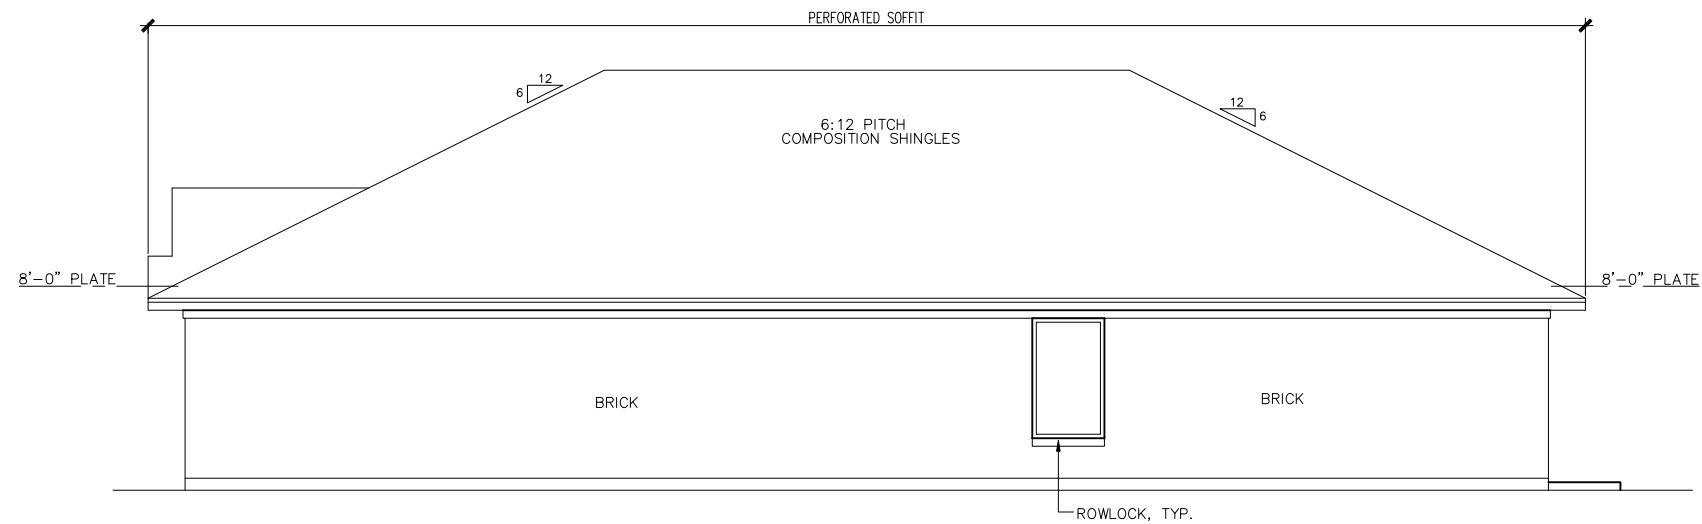 PERFORATED SOFFIT
12
6
12
6
6:12 PITCH
COMPOSITION SHINGLES
8'-0" PLATE
8'-0" PLATE
BRICK
BRICK
ROWLOCK, TYP.